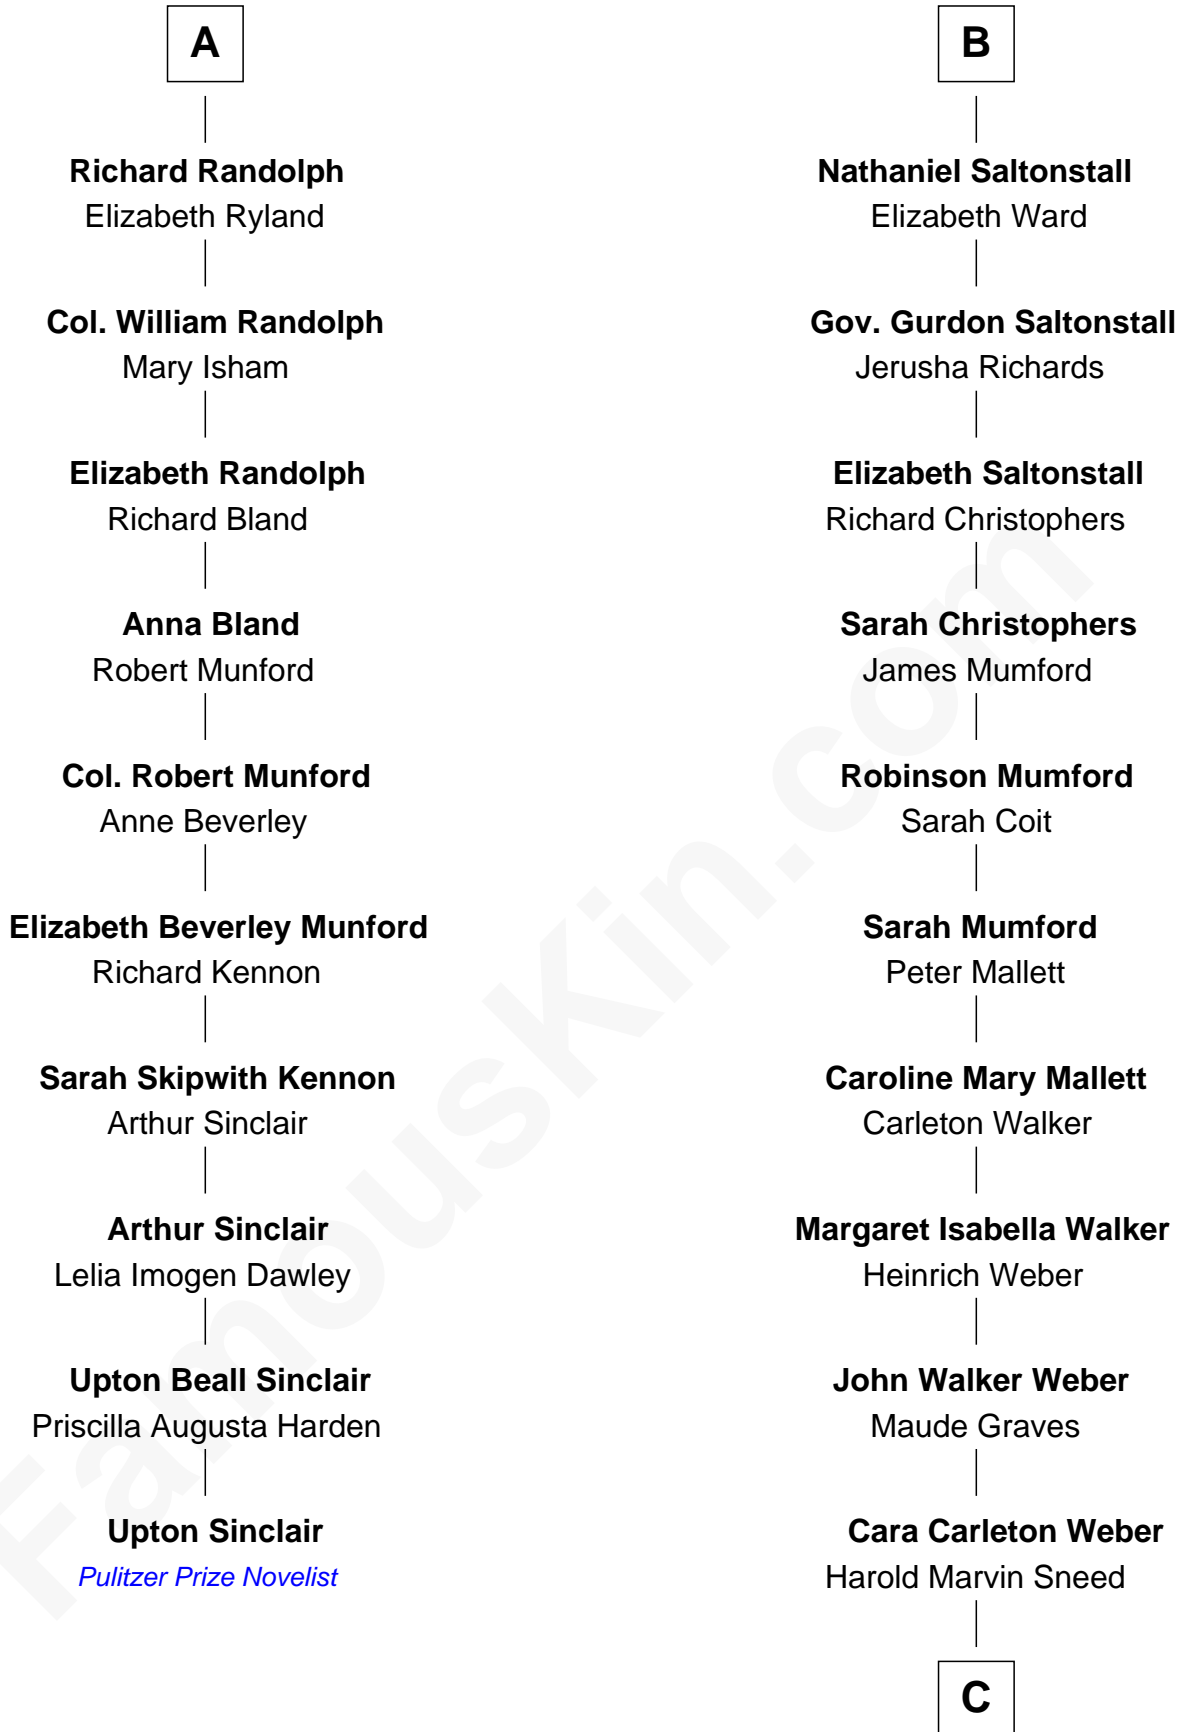 A
Richard Randolph
Elizabeth Ryland
Col. William Randolph
Mary Isham
Elizabeth Randolph
Richard Bland
Anna Bland
Robert Munford
Col. Robert Munford
Anne Beverley
Elizabeth Beverley Munford
Richard Kennon
Sarah Skipwith Kennon
Arthur Sinclair
Arthur Sinclair
Lelia Imogen Dawley
Upton Beall Sinclair
Priscilla Augusta Harden
Upton Sinclair
Pulitzer Prize Novelist
B
Nathaniel Saltonstall
Elizabeth Ward
Gov. Gurdon Saltonstall
Jerusha Richards
Elizabeth Saltonstall
Richard Christophers
Sarah Christophers
James Mumford
Robinson Mumford
Sarah Coit
Sarah Mumford
Peter Mallett
Caroline Mary Mallett
Carleton Walker
Margaret Isabella Walker
Heinrich Weber
John Walker Weber
Maude Graves
Cara Carleton Weber
Harold Marvin Sneed
C
FamousKin.com